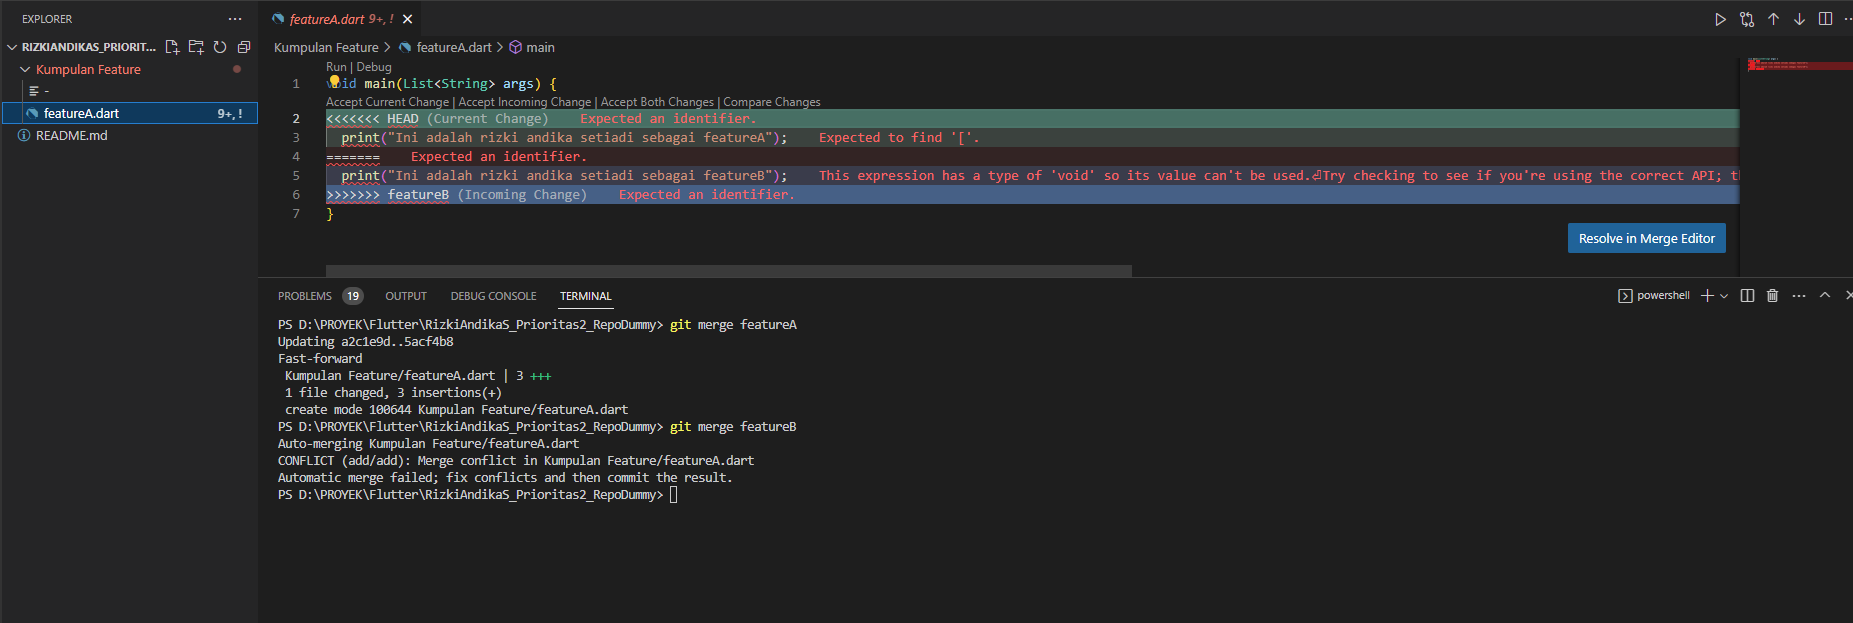 EXPLORER
RIZKIANDIKAS_PRIORIT...
Kumpulan Feature
-
featureA.dart 9+, !
README.md
featureA.dart 9+, !
Kumpulan Feature > featureA.dart > main
Run | Debug
1 void main(List<String> args) {
Accept Current Change | Accept Incoming Change | Accept Both Changes | Compare Changes
2 <<<<<<< HEAD (Current Change) Expected an identifier.
3 print("Ini adalah rizki andika setiadi sebagai featureA"); Expected to find '['.
4 ======= Expected an identifier.
5 print("Ini adalah rizki andika setiadi sebagai featureB"); This expression has a type of 'void' so its value can't be used.⏎Try checking to see if you're using the correct API; t
6 >>>>>>> featureB (Incoming Change) Expected an identifier.
7 }
Resolve in Merge Editor
PROBLEMS 19 OUTPUT DEBUG CONSOLE TERMINAL
powershell
PS D:\PROYEK\Flutter\RizkiAndikaS_Prioritas2_RepoDummy> git merge featureA
Updating a2c1e9d..5acf4b8
Fast-forward
Kumpulan Feature/featureA.dart | 3 +++
1 file changed, 3 insertions(+)
create mode 100644 Kumpulan Feature/featureA.dart
PS D:\PROYEK\Flutter\RizkiAndikaS_Prioritas2_RepoDummy> git merge featureB
Auto-merging Kumpulan Feature/featureA.dart
CONFLICT (add/add): Merge conflict in Kumpulan Feature/featureA.dart
Automatic merge failed; fix conflicts and then commit the result.
PS D:\PROYEK\Flutter\RizkiAndikaS_Prioritas2_RepoDummy>